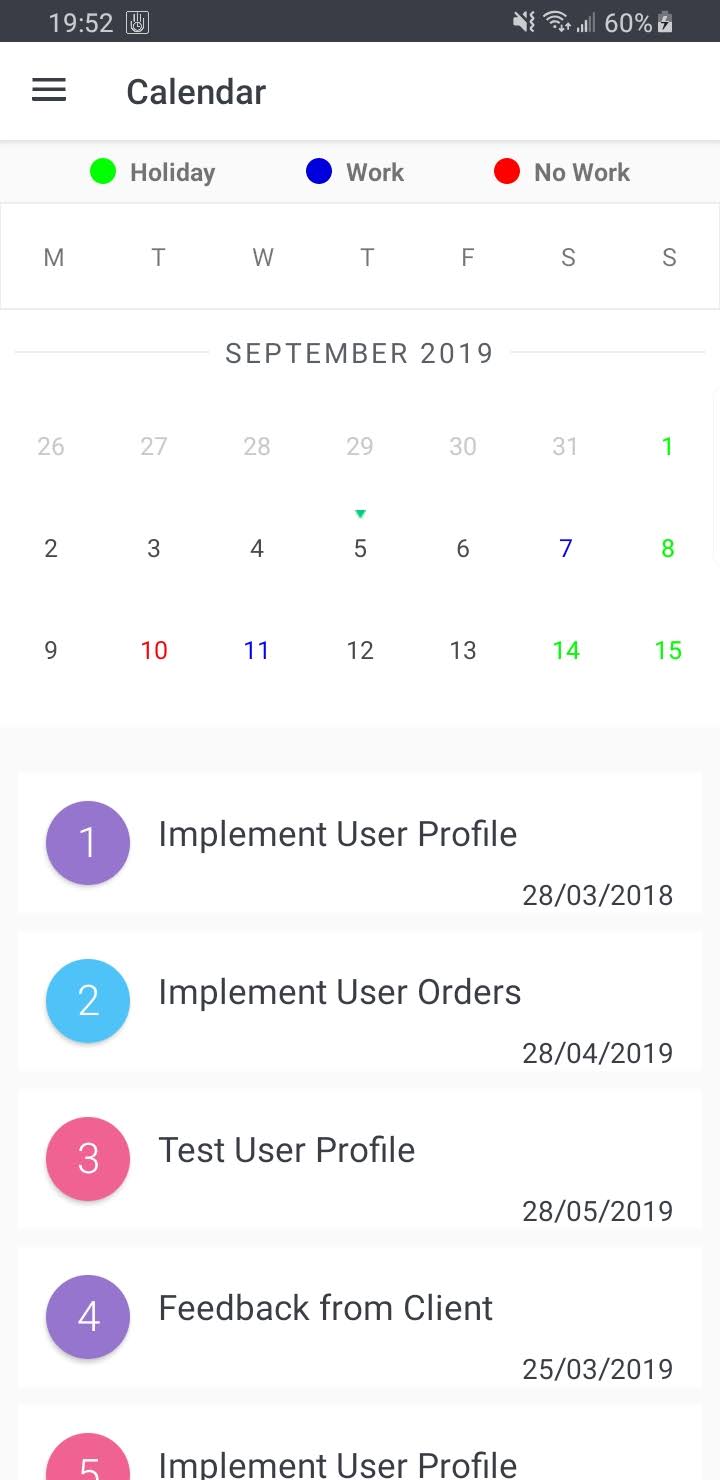 19:52 60%
Calendar
Holiday Work No Work
M T W T F S S
SEPTEMBER 2019
26 27 28 29 30 31 1
2 3 4 5 6 7 8
9 10 11 12 13 14 15
1 Implement User Profile
28/03/2018
2 Implement User Orders
28/04/2019
3 Test User Profile
28/05/2019
4 Feedback from Client
25/03/2019
5 Implement User Profile